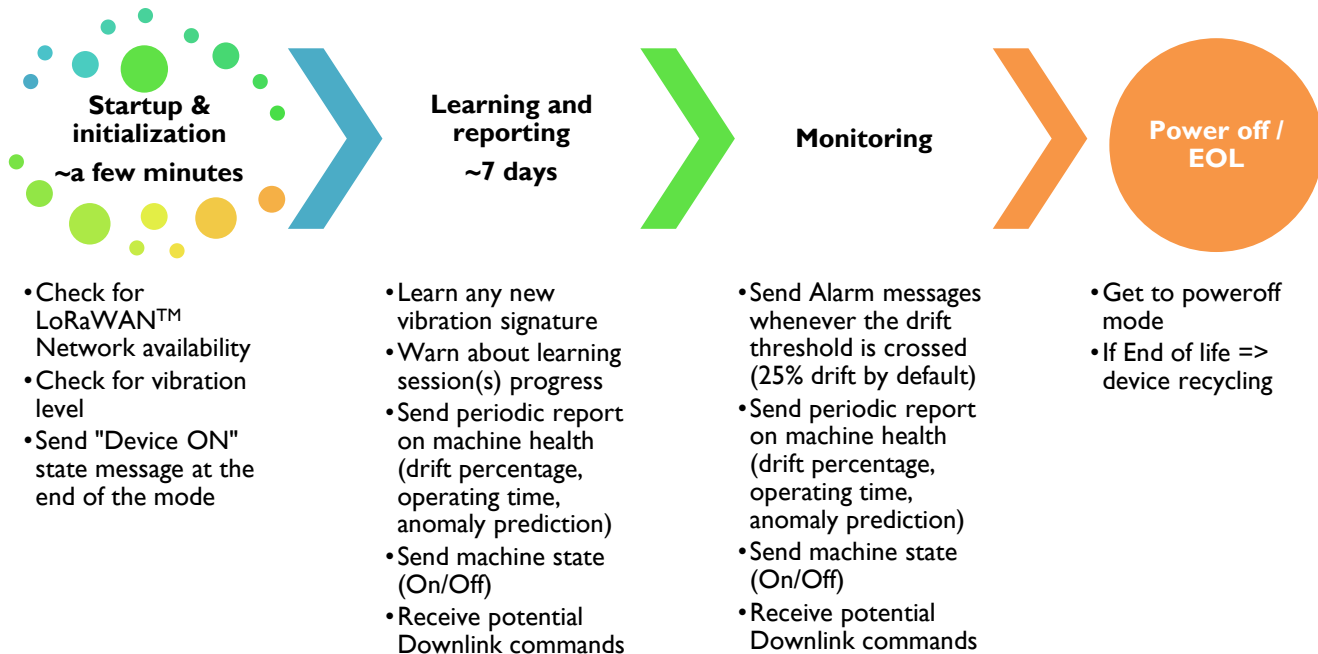 Startup &
initialization
~a few minutes
Learning and
reporting
~7 days
Monitoring
Power off /
EOL
•Check for
LoRaWAN™
Network availability
•Check for vibration
level
•Send "Device ON"
state message at the
end of the mode
•Learn any new
vibration signature
•Warn about learning
session(s) progress
•Send periodic report
on machine health
(drift percentage,
operating time,
anomaly prediction)
•Send machine state
(On/Off)
•Receive potential
Downlink commands
•Send Alarm messages
whenever the drift
threshold is crossed
(25% drift by default)
•Send periodic report
on machine health
(drift percentage,
operating time,
anomaly prediction)
•Send machine state
(On/Off)
•Receive potential
Downlink commands
•Get to poweroff
mode
•If End of life =>
device recycling